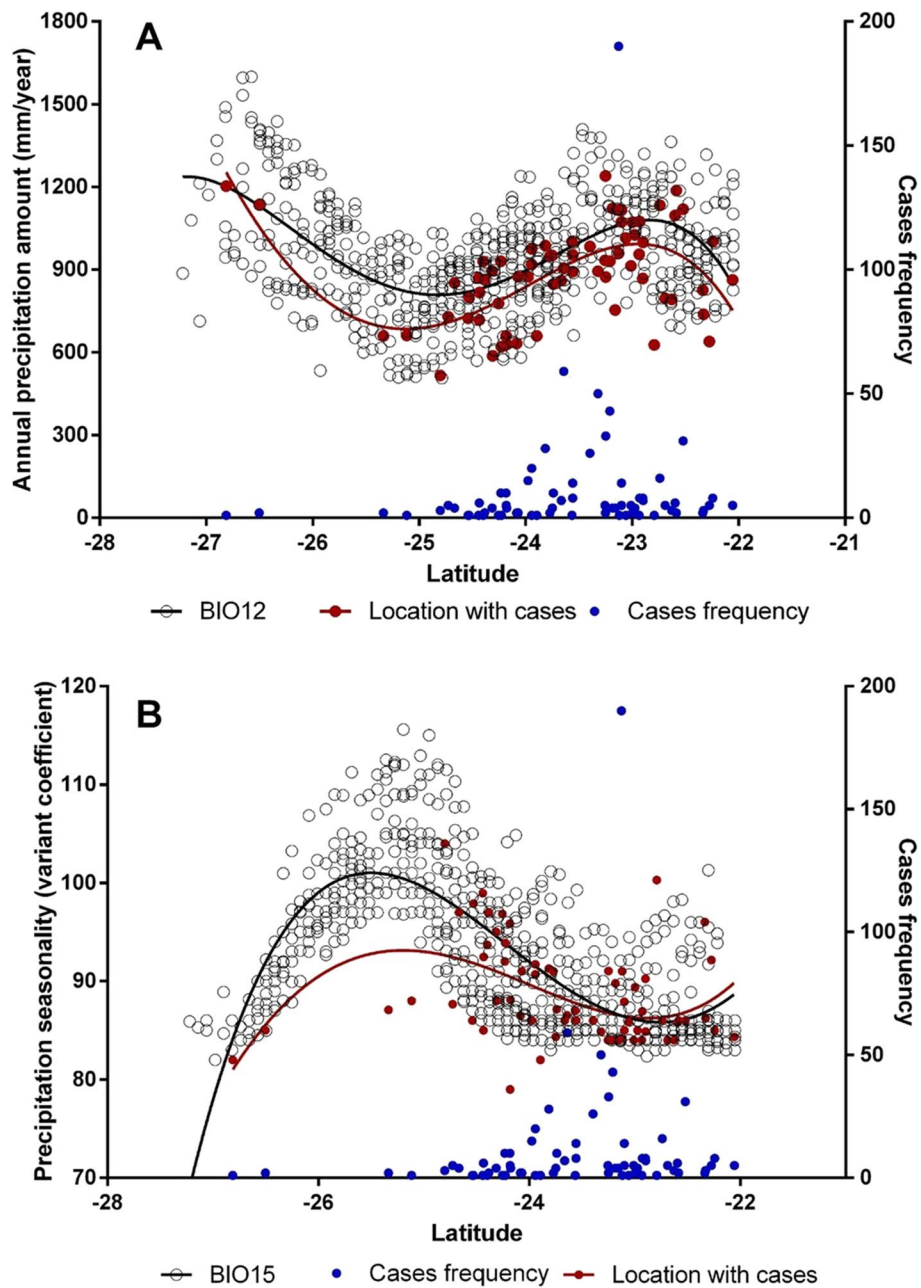 A
Annual precipitation amount (mm/year)
1800
1500
1200
900
600
300
0
200
150
100
50
0
Cases frequency
-28 -27 -26 -25 -24 -23 -22 -21
Latitude
BIO12 Location with cases Cases frequency
B
Precipitation seasonality (variant coefficient)
120
110
100
90
80
70
200
150
100
50
0
Cases frequency
-28 -26 -24 -22
Latitude
BIO15 Cases frequency Location with cases